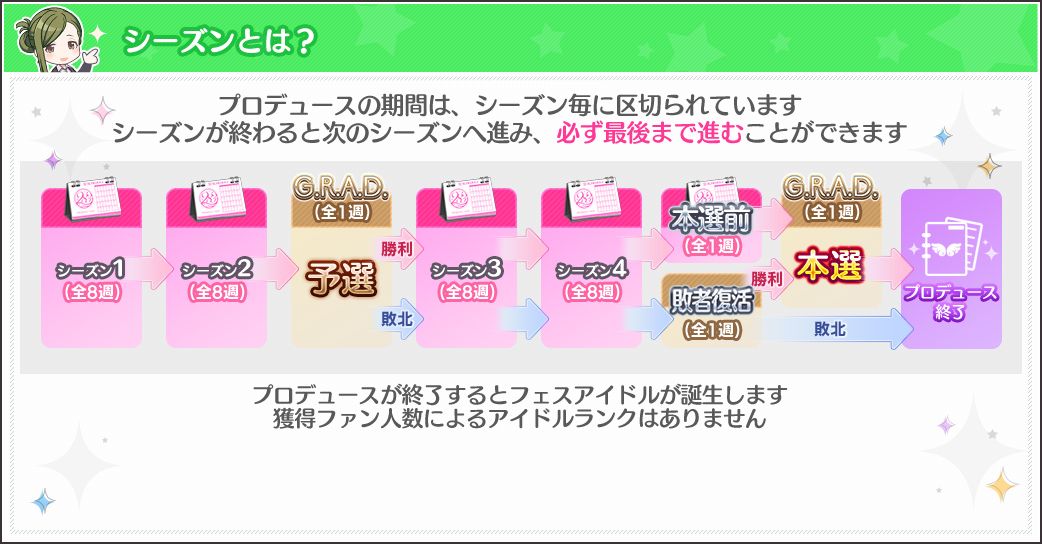 シーズンとは？
プロデュースの期間は、シーズン毎に区切られています
シーズンが終わると次のシーズンへ進み、必ず最後まで進むことができます
シーズン1
(全8週)
シーズン2
(全8週)
G.R.A.D.
(全1週)
予選
勝利
敗北
シーズン3
(全8週)
シーズン4
(全8週)
本選前
(全1週)
敗者復活
(全1週)
勝利
敗北
G.R.A.D.
(全1週)
本選
プロデュース
終了
プロデュースが終了するとフェスアイドルが誕生します
獲得ファン人数によるアイドルランクはありません